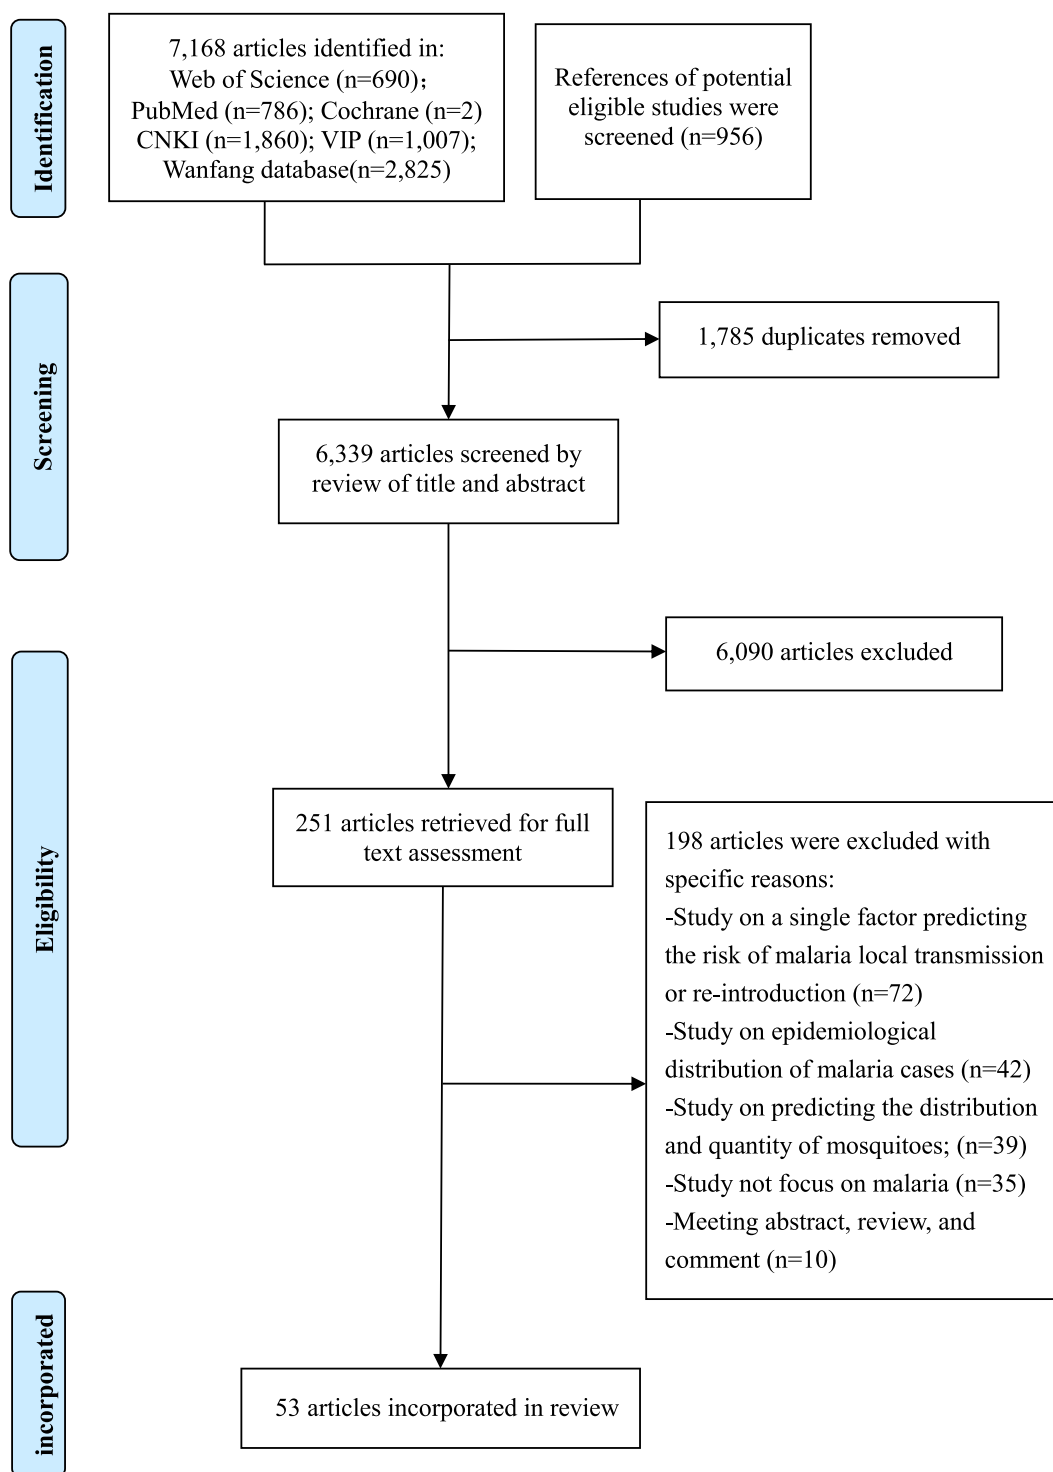 Identification
7,168 articles identified in:
Web of Science (n=690)；
PubMed (n=786); Cochrane (n=2)
CNKI (n=1,860); VIP (n=1,007);
Wanfang database(n=2,825)
References of potential
eligible studies were
screened (n=956)
Screening
1,785 duplicates removed
6,339 articles screened by
review of title and abstract
6,090 articles excluded
Eligibility
251 articles retrieved for full
text assessment
198 articles were excluded with
specific reasons:
-Study on a single factor predicting
the risk of malaria local transmission
or re-introduction (n=72)
-Study on epidemiological
distribution of malaria cases (n=42)
-Study on predicting the distribution
and quantity of mosquitoes; (n=39)
-Study not focus on malaria (n=35)
-Meeting abstract, review, and
comment (n=10)
incorporated
53 articles incorporated in review